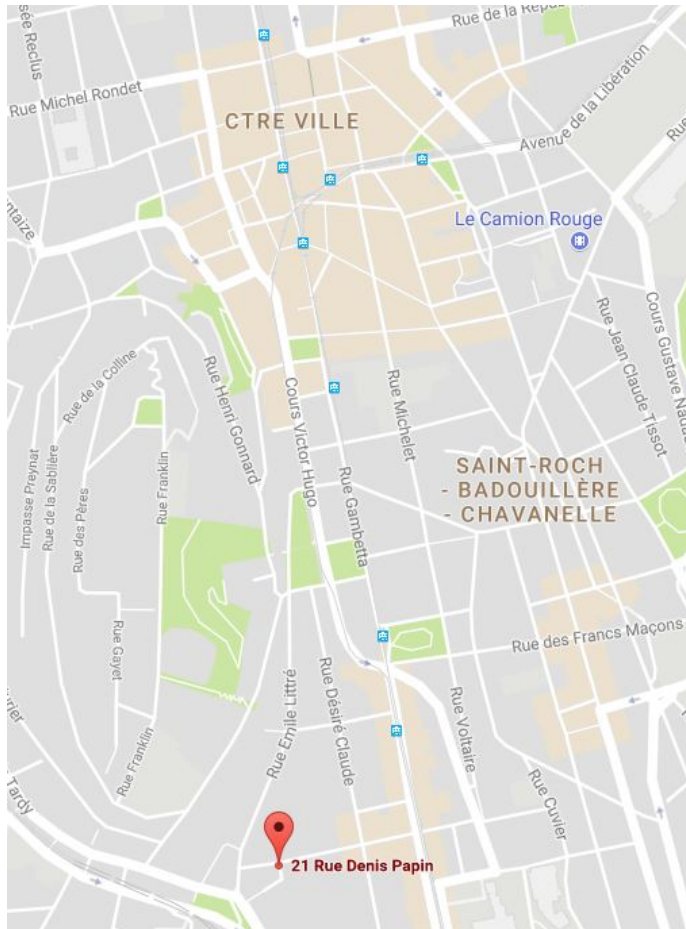 sée Reclus
Rue de la Répub
Rue Michel Rondet
CTRE VILLE
Avenue de la Libération
Rue
ntaize
Le Camion Rouge
Rue Jean Claude Tissot
Cours Gustave Nadau
Rue de la Colline
Rue Henri Gonnard
Cours Victor Hugo
Rue Michelet
SAINT-ROCH
- BADOUILLÈRE
- CHAVANELLE
Impasse Preynat
Rue de la Sablière
Rue des Pères
Rue Franklin
Rue Gambetta
Rue Gayet
Rue des Francs Maçons
Rue Emile Littré
Rue Désiré Claude
Rue Voltaire
Rue Franklin
Rue Cuvier
Tardy
21 Rue Denis Papin